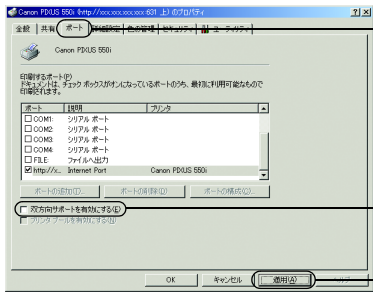 Canon PIXUS 550i (http://xxx.xxx.xxx.xxx:631 上) のプロパティ
全般 共有 ポート 詳細設定 色の管理 セキュリティ ユーティリティ
Canon PIXUS 550i
印刷するポート(P)
ドキュメントは、チェック ボックスがオンになっているポートのうち、最初に利用可能なもので
印刷されます。
ポート 説明 プリンタ
COM1: シリアル ポート
COM2: シリアル ポート
COM3: シリアル ポート
COM4: シリアル ポート
FILE: ファイルへ出力
http://x... Internet Port Canon PIXUS 550i
ポートの追加(T)... ポートの削除(D) ポートの構成(C)...
双方向サポートを有効にする(E)
プリンタ プールを有効にする(N)
OK キャンセル 適用(A) ヘルプ